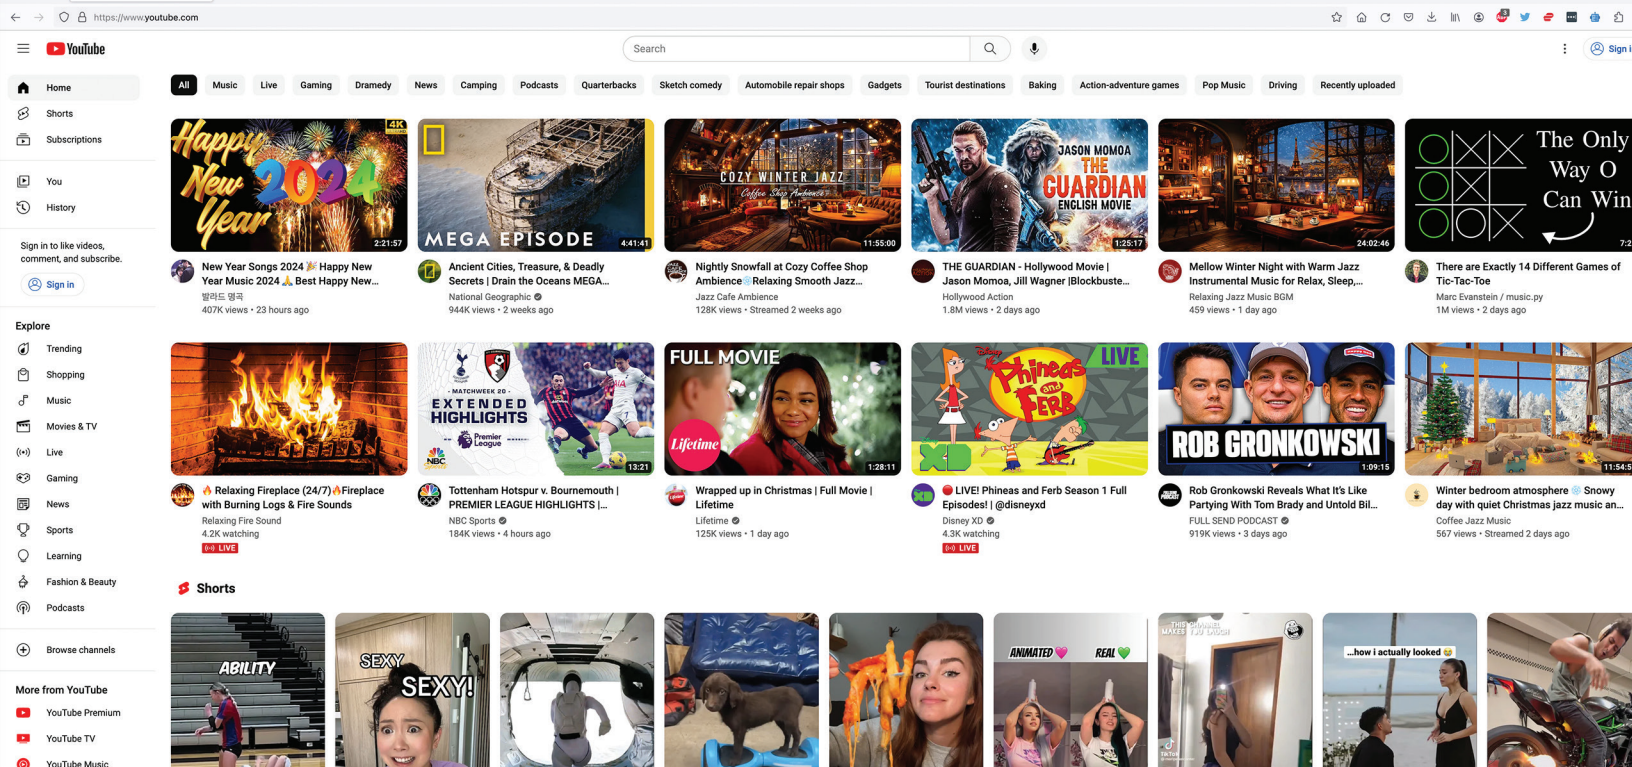 https://www.youtube.com
3
YouTube
Search
Sign i
Home
Shorts
Subscriptions
You
History
Sign in to like videos,
comment, and subscribe.
Sign in
Explore
Trending
Shopping
Music
Movies & TV
Live
Gaming
News
Sports
Learning
Fashion & Beauty
Podcasts
Browse channels
More from YouTube
YouTube Premium
YouTube TV
YouTube Music
All
Music
Live
Gaming
Dramedy
News
Camping
Podcasts
Quarterbacks
Sketch comedy
Automobile repair shops
Gadgets
Tourist destinations
Baking
Action-adventure games
Pop Music
Driving
Recently uploaded
Happy
New 2024
Year
4K
2:21:57
New Year Songs 2024🎉 Happy New
Year Music 2024🙏 Best Happy New...
발라드 명곡
407K views • 23 hours ago
MEGA EPISODE
4:41:41
Ancient Cities, Treasure, & Deadly
Secrets | Drain the Oceans MEGA...
National Geographic
944K views • 2 weeks ago
COZY WINTER JAZZ
Coffee Shop Ambience
11:55:00
Nightly Snowfall at Cozy Coffee Shop
Ambience❄️Relaxing Smooth Jazz...
Jazz Cafe Ambience
128K views • Streamed 2 weeks ago
JASON MOMOA
THE
GUARDIAN
ENGLISH MOVIE
1:25:17
THE GUARDIAN - Hollywood Movie |
Jason Momoa, Jill Wagner |Blockbuste...
Hollywood Action
1.8M views • 2 days ago
24:02:46
Mellow Winter Night with Warm Jazz
Instrumental Music for Relax, Sleep,...
Relaxing Jazz Music BGM
459 views • 1 day ago
The Only
Way O
Can Win
7:2
There are Exactly 14 Different Games of
Tic-Tac-Toe
Marc Evanstein / music.py
1M views • 2 days ago
🔥 Relaxing Fireplace (24/7)🔥Fireplace
with Burning Logs & Fire Sounds
Relaxing Fire Sound
4.2K watching
LIVE
- MATCHWEEK 20 -
EXTENDED
HIGHLIGHTS
Premier
League
NBC
Sports
13:21
Tottenham Hotspur v. Bournemouth |
PREMIER LEAGUE HIGHLIGHTS |...
NBC Sports
184K views • 4 hours ago
FULL MOVIE
Lifetime
1:28:11
Wrapped up in Christmas | Full Movie |
Lifetime
Lifetime
125K views • 1 day ago
Disney
Phineas
and
Ferb
LIVE
XD
🔴 LIVE! Phineas and Ferb Season 1 Full
Episodes! | @disneyxd
Disney XD
4.3K watching
LIVE
ROB GRONKOWSKI
1:09:15
Rob Gronkowski Reveals What It's Like
Partying With Tom Brady and Untold Bil...
FULL SEND PODCAST
919K views • 3 days ago
11:54:5
Winter bedroom atmosphere❄️ Snowy
day with quiet Christmas jazz music an...
Coffee Jazz Music
567 views • Streamed 2 days ago
Shorts
ABILITY
SEXY
SEXY!
ANIMATED 💗
REAL 💚
THIS CHANNEL
MAKES YOU LAUGH
TikTok
...how i actually looked 😂